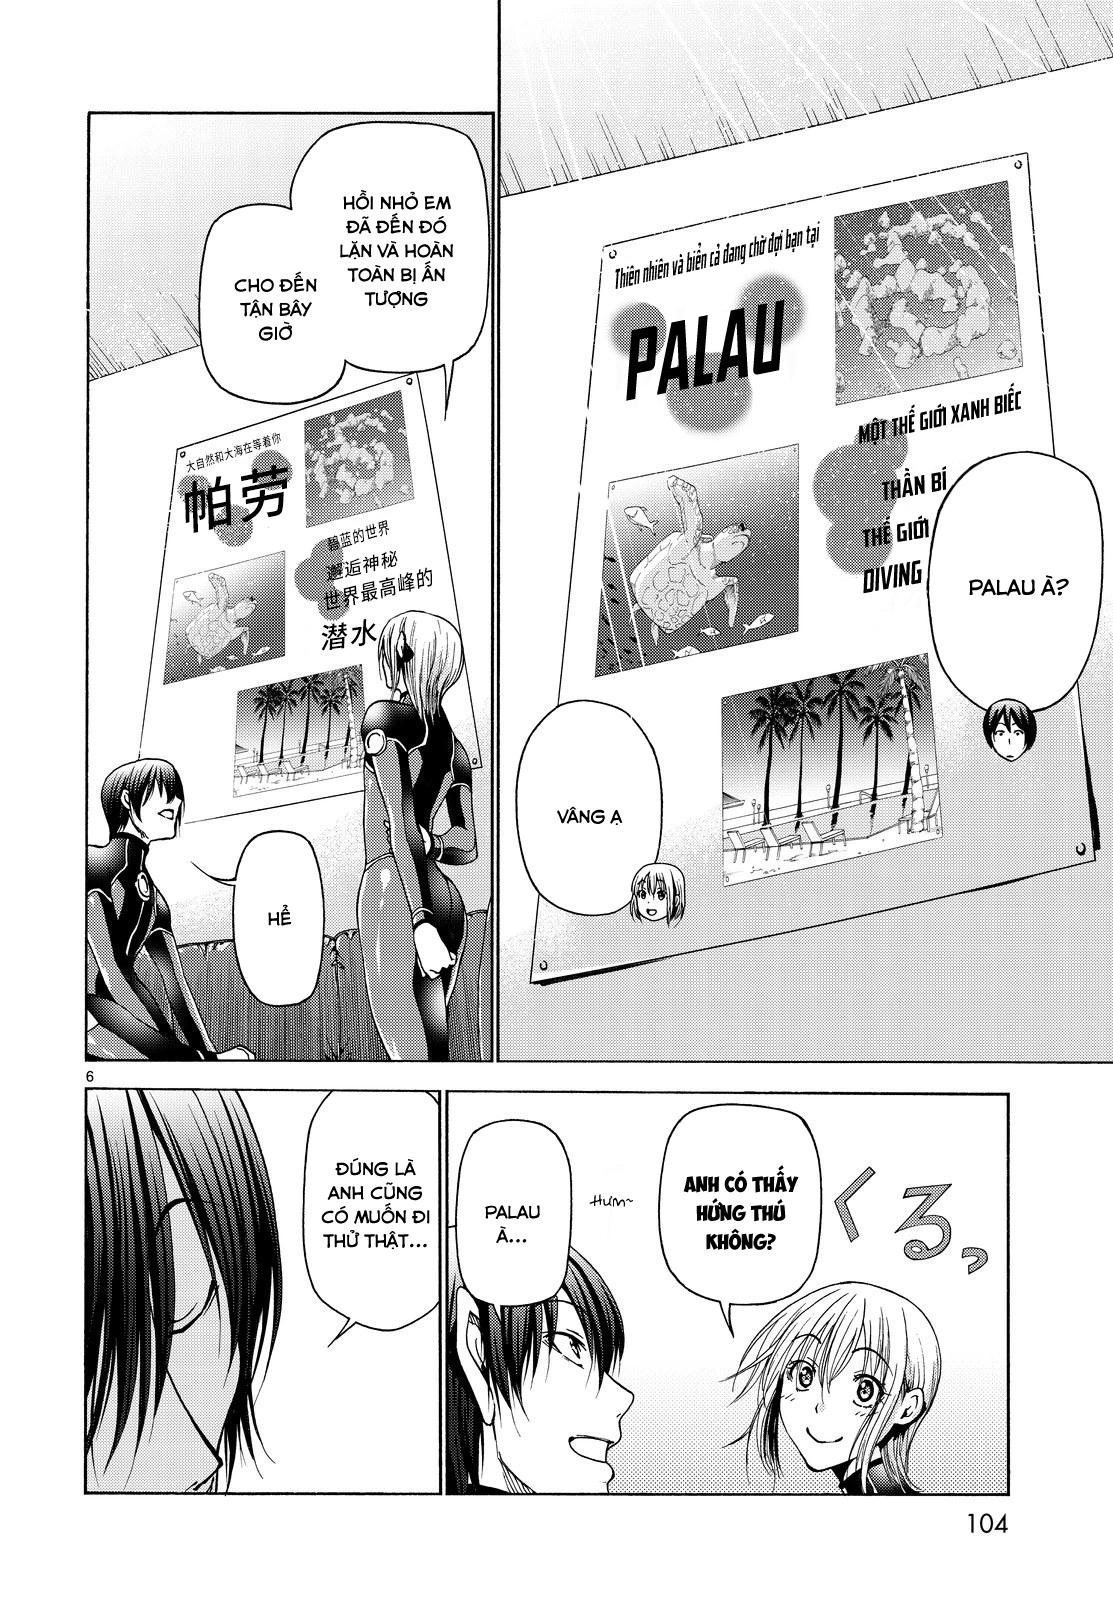 Thiên nhiên và biển cả đang chờ đợi bạn tại
PALAU
MỘT THẾ GIỚI XANH BIẾC
THẦN BÍ
THẾ GIỚI
DIVING
PALAU À?
VÂNG Ạ
HỒI NHỎ EM
ĐÃ ĐẾN ĐÓ
LẶN VÀ HOÀN
TOÀN BỊ ẤN
TƯỢNG
CHO ĐẾN
TẬN BÂY
GIỜ
大自然和大海在等着你
帕劳
碧蓝的世界
邂逅神秘
世界最高峰的
潜水
HỂ
6
ANH CÓ THẤY
HỨNG THÚ
KHÔNG?
くるっ
Hưm~
PALAU
À...
ĐÚNG LÀ
ANH CŨNG
CÓ MUỐN ĐI
THỬ THẬT...
104